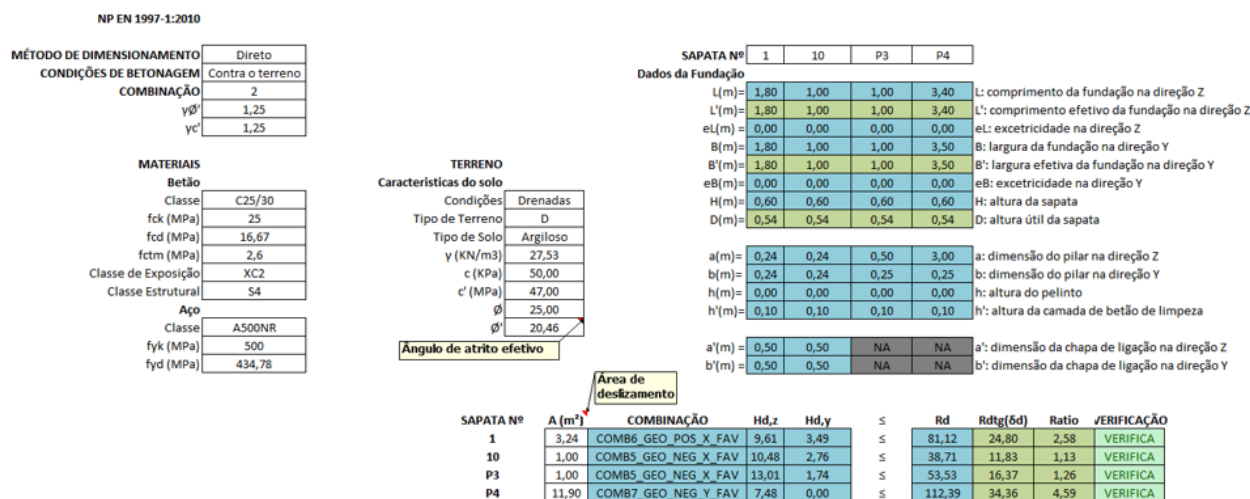 NP EN 1997-1:2010
MÉTODO DE DIMENSIONAMENTO Direto
CONDIÇÕES DE BETONAGEM Contra o terreno
COMBINAÇÃO 2
γØ' 1,25
γc' 1,25
MATERIAIS
Betão
Classe C25/30
fck (MPa) 25
fcd (MPa) 16,67
fctm (MPa) 2,6
Classe de Exposição XC2
Classe Estrutural S4
Aço
Classe A500NR
fyk (MPa) 500
fyd (MPa) 434,78
TERRENO
Caracteristicas do solo
Condições Drenadas
Tipo de Terreno D
Tipo de Solo Argiloso
γ (KN/m3) 27,53
c (KPa) 50,00
c' (MPa) 47,00
Ø 25,00
Ø' 20,46
Ângulo de atrito efetivo
SAPATA Nº 1 10 P3 P4
Dados da Fundação
L(m)= 1,80 1,00 1,00 3,40 L: comprimento da fundação na direção Z
L'(m)= 1,80 1,00 1,00 3,40 L': comprimento efetivo da fundação na direção Z
eL(m) = 0,00 0,00 0,00 0,00 eL: excetricidade na direção Z
B(m)= 1,80 1,00 1,00 3,50 B: largura da fundação na direção Y
B'(m)= 1,80 1,00 1,00 3,50 B': largura efetiva da fundação na direção Y
eB(m)= 0,00 0,00 0,00 0,00 eB: excetricidade na direção Y
H(m)= 0,60 0,60 0,60 0,60 H: altura da sapata
D(m)= 0,54 0,54 0,54 0,54 D: altura útil da sapata
a(m)= 0,24 0,24 0,50 3,00 a: dimensão do pilar na direção Z
b(m)= 0,24 0,24 0,25 0,25 b: dimensão do pilar na direção Y
h(m)= 0,00 0,00 0,00 0,00 h: altura do pelinto
h'(m)= 0,10 0,10 0,10 0,10 h': altura da camada de betão de limpeza
a'(m) = 0,50 0,50 NA NA a': dimensão da chapa de ligação na direção Z
b'(m) = 0,50 0,50 NA NA b': dimensão da chapa de ligação na direção Y
Área de
deslizamento
SAPATA Nº A (m²) COMBINAÇÃO Hd,z Hd,y ≤ Rd Rdtg(δd) Ratio VERIFICAÇÃO
1 3,24 COMB6_GEO_POS_X_FAV 9,61 3,49 ≤ 81,12 24,80 2,58 VERIFICA
10 1,00 COMB5_GEO_NEG_X_FAV 10,48 2,76 ≤ 38,71 11,83 1,13 VERIFICA
P3 1,00 COMB5_GEO_NEG_X_FAV 13,01 1,74 ≤ 53,53 16,37 1,26 VERIFICA
P4 11,90 COMB7_GEO_NEG_Y_FAV 7,48 0,00 ≤ 112,39 34,36 4,59 VERIFICA